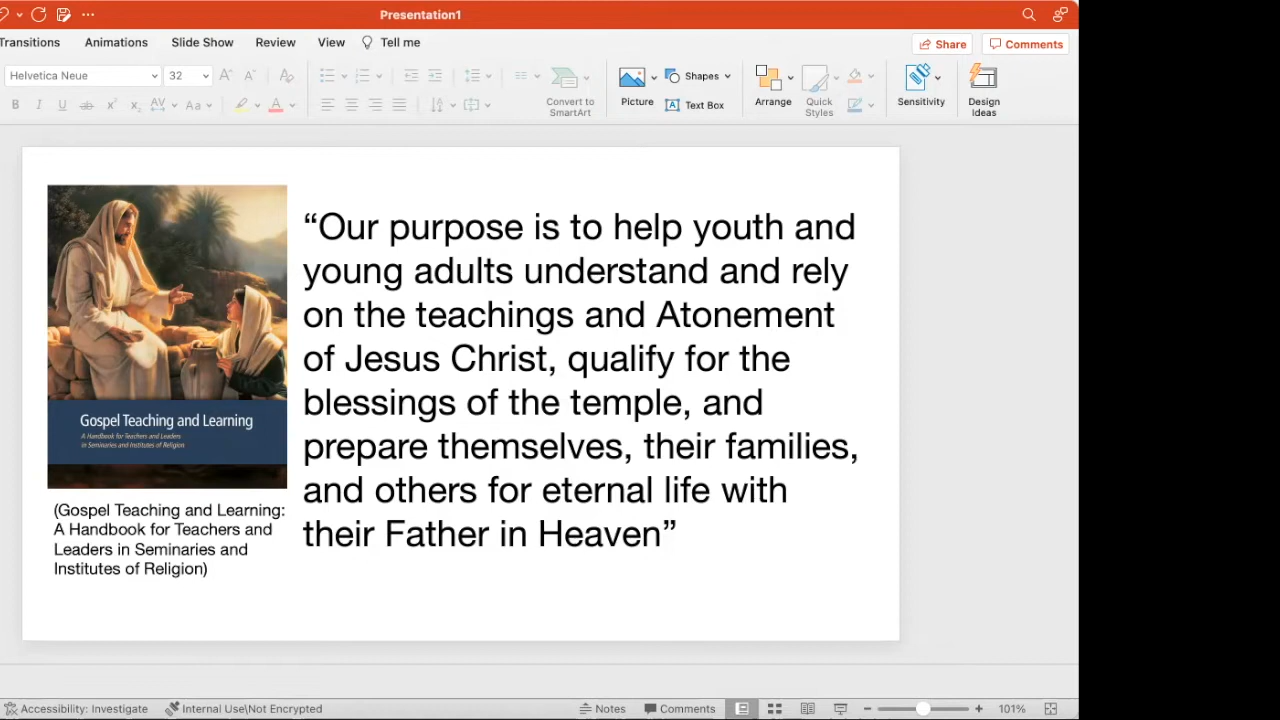 Presentation1
Transitions Animations Slide Show Review View Tell me
Share Comments
Helvetica Neue 32
Convert to SmartArt
Picture
Shapes
Text Box
Arrange
Quick Styles
Sensitivity
Design Ideas
Gospel Teaching and Learning
A Handbook for Teachers and Leaders
in Seminaries and Institutes of Religion
(Gospel Teaching and Learning:
A Handbook for Teachers and
Leaders in Seminaries and
Institutes of Religion)
“Our purpose is to help youth and
young adults understand and rely
on the teachings and Atonement
of Jesus Christ, qualify for the
blessings of the temple, and
prepare themselves, their families,
and others for eternal life with
their Father in Heaven”
Accessibility: Investigate Internal Use\Not Encrypted Notes Comments 101%